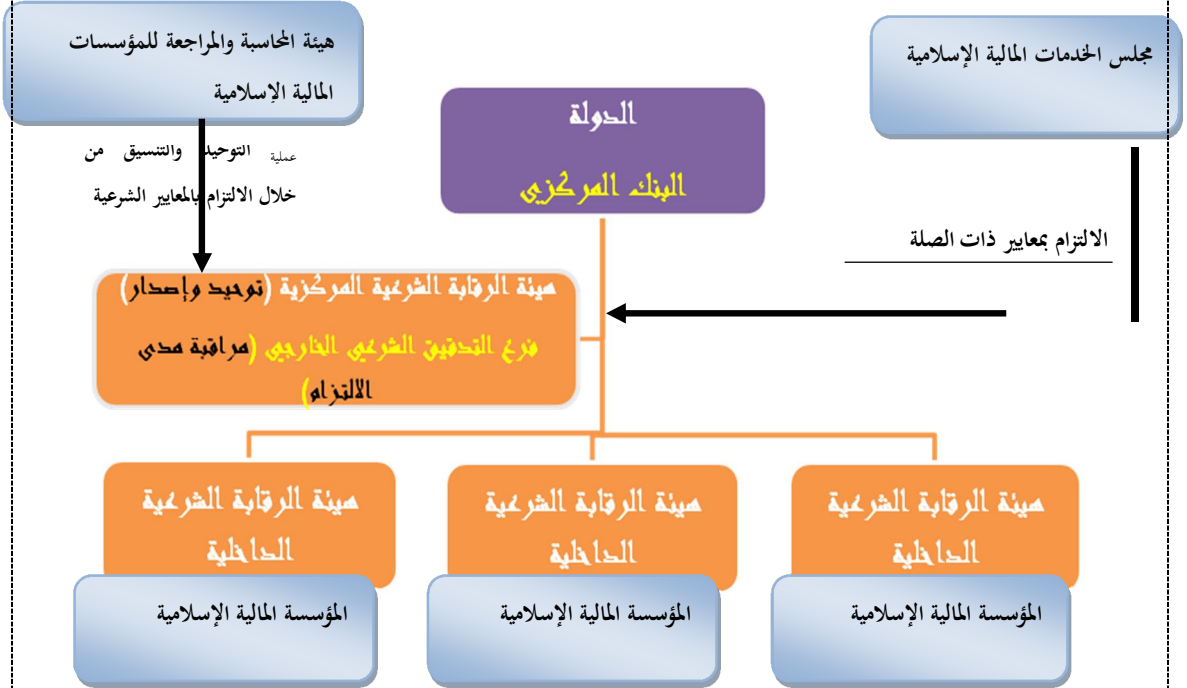 مجلس الخدمات المالية الإسلامية
هيئة المحاسبة والمراجعة للمؤسسات
المالية الإسلامية
الدولة
البنك المركزي
عملية التوحيد والتنسيق من
خلال الالتزام بالمعايير الشرعية
الالتزام بمعايير ذات الصلة
هيئة الرقابة الشرعية المركزية (توحيد وإصدار)
فرع التدقيق الشرعي الخارجي (مراقبة مدى
الالتزام)
هيئة الرقابة الشرعية
الداخلية
المؤسسة المالية الإسلامية
هيئة الرقابة الشرعية
الداخلية
المؤسسة المالية الإسلامية
هيئة الرقابة الشرعية
الداخلية
المؤسسة المالية الإسلامية